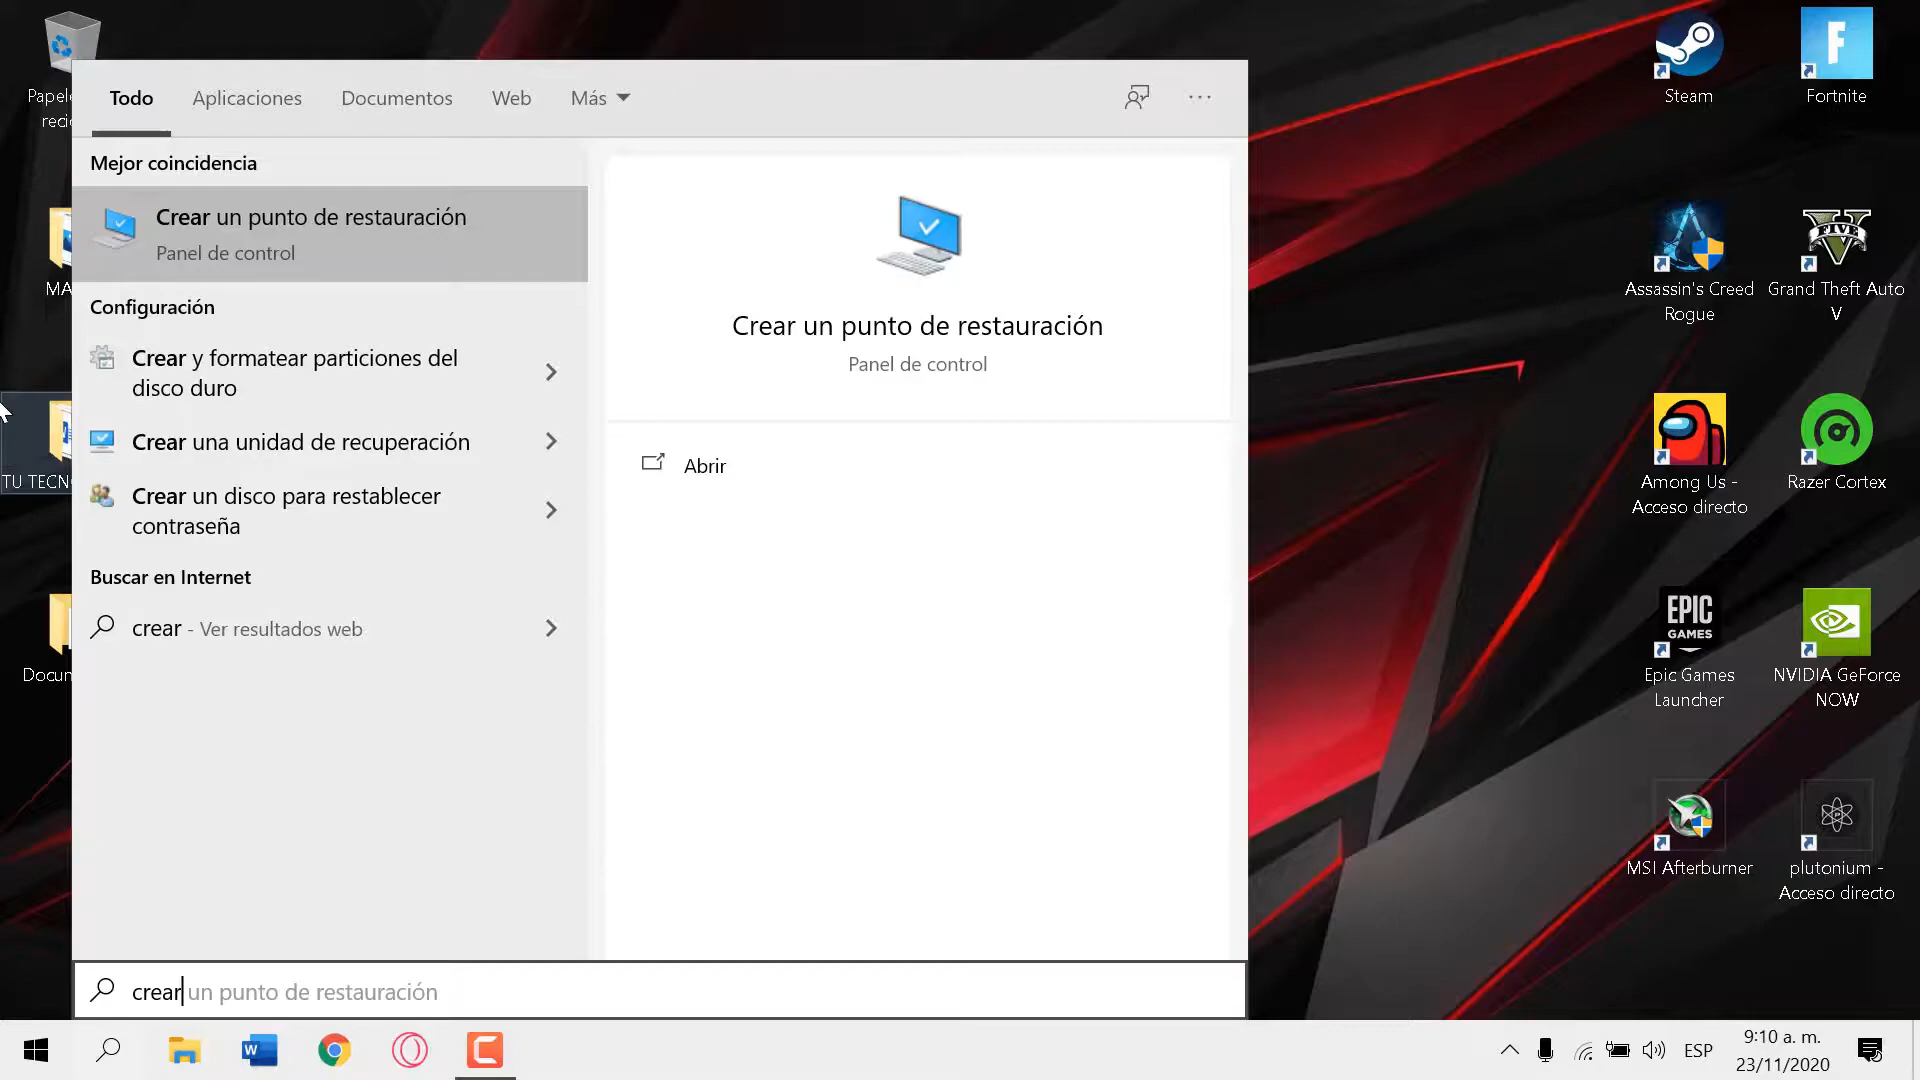 Papele
reci
MA
TU TECN
Docum
Todo
Aplicaciones
Documentos
Web
Más
Mejor coincidencia
Crear un punto de restauración
Panel de control
Configuración
Crear y formatear particiones del
disco duro
Crear una unidad de recuperación
Crear un disco para restablecer
contraseña
Buscar en Internet
crear - Ver resultados web
Crear un punto de restauración
Panel de control
Abrir
crear un punto de restauración
Steam
Fortnite
FIVE
Assassin's Creed
Rogue
Grand Theft Auto
V
Among Us -
Acceso directo
Razer Cortex
EPIC
GAMES
Epic Games
Launcher
NVIDIA GeForce
NOW
MSI Afterburner
plutonium -
Acceso directo
ESP
9:10 a. m.
23/11/2020